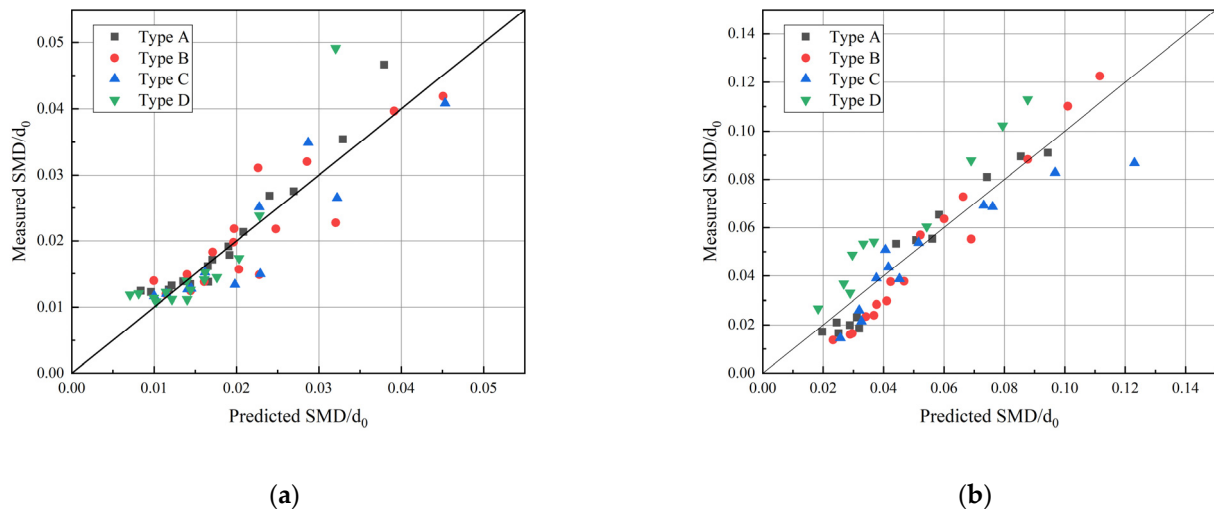 0.05
0.04
0.03
0.02
0.01
0.00
Measured SMD/d0
Type A
Type B
Type C
Type D
0.00 0.01 0.02 0.03 0.04 0.05
Predicted SMD/d0
(a)
0.14
0.12
0.10
0.08
0.06
0.04
0.02
0.00
Measured SMD/d0
Type A
Type B
Type C
Type D
0.00 0.02 0.04 0.06 0.08 0.10 0.12 0.14
Predicted SMD/d0
(b)